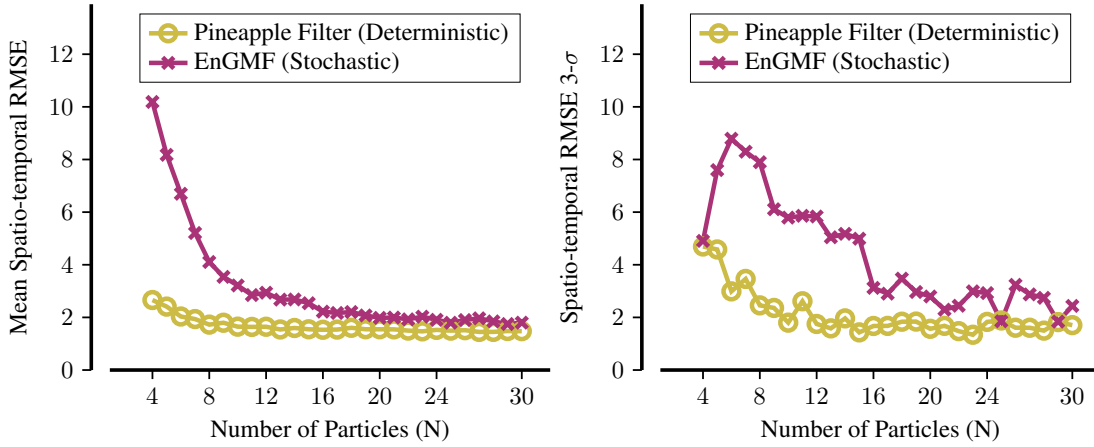 Mean Spatio-temporal RMSE
12
10
8
6
4
2
0
Pineapple Filter (Deterministic)
EnGMF (Stochastic)
4 8 12 16 20 24 30
Number of Particles (N)
Spatio-temporal RMSE 3-σ
12
10
8
6
4
2
0
Pineapple Filter (Deterministic)
EnGMF (Stochastic)
4 8 12 16 20 24 30
Number of Particles (N)